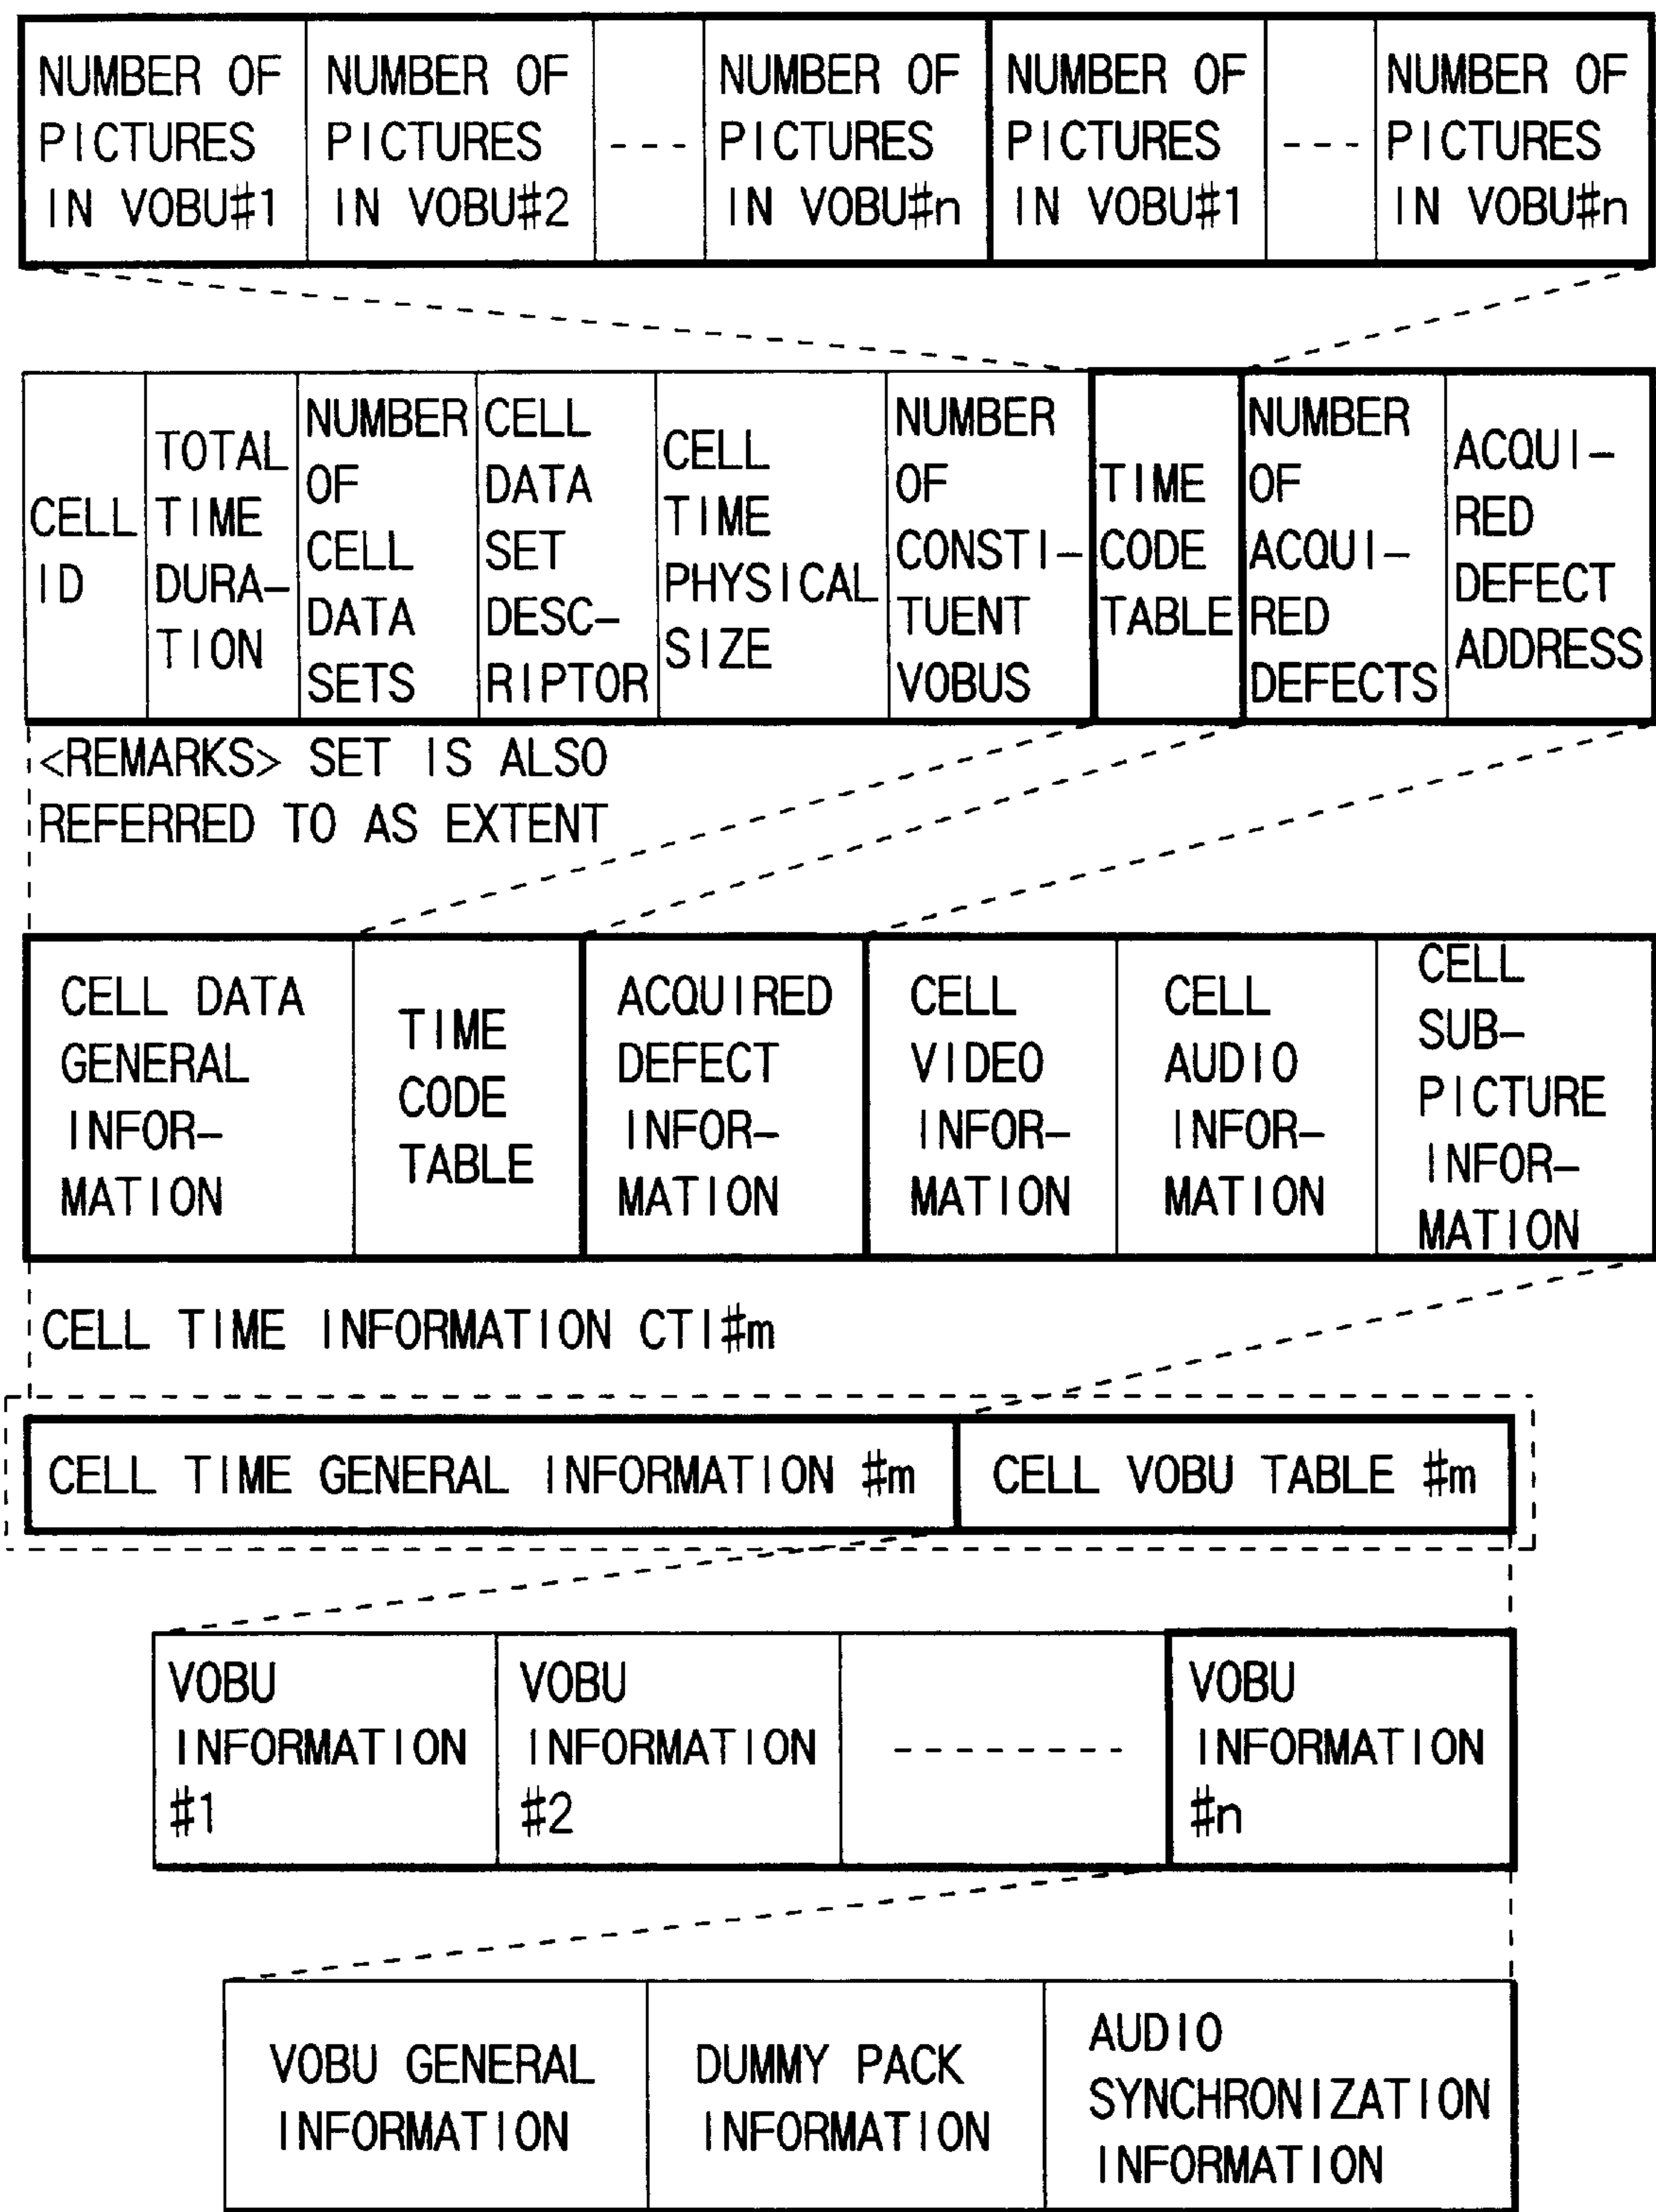 NUMBER OF
PICTURES
IN VOBU#1
NUMBER OF
PICTURES
IN VOBU#2
---
NUMBER OF
PICTURES
IN VOBU#n
NUMBER OF
PICTURES
IN VOBU#1
---
NUMBER OF
PICTURES
IN VOBU#n
CELL
ID
TOTAL
TIME
DURA-
TION
NUMBER
OF
CELL
DATA
SETS
CELL
DATA
SET
DESC-
RIPTOR
CELL
TIME
PHYSICAL
SIZE
NUMBER
OF
CONSTI-
TUENT
VOBUS
TIME
CODE
TABLE
NUMBER
OF
ACQUI-
RED
DEFECTS
ACQUI-
RED
DEFECT
ADDRESS
<REMARKS> SET IS ALSO
REFERRED TO AS EXTENT
CELL DATA
GENERAL
INFOR-
MATION
TIME
CODE
TABLE
ACQUIRED
DEFECT
INFOR-
MATION
CELL
VIDEO
INFOR-
MATION
CELL
AUDIO
INFOR-
MATION
CELL
SUB-
PICTURE
INFOR-
MATION
CELL TIME INFORMATION CTI#m
CELL TIME GENERAL INFORMATION #m
CELL VOBU TABLE #m
VOBU
INFORMATION
#1
VOBU
INFORMATION
#2
--------
VOBU
INFORMATION
#n
VOBU GENERAL
INFORMATION
DUMMY PACK
INFORMATION
AUDIO
SYNCHRONIZATION
INFORMATION